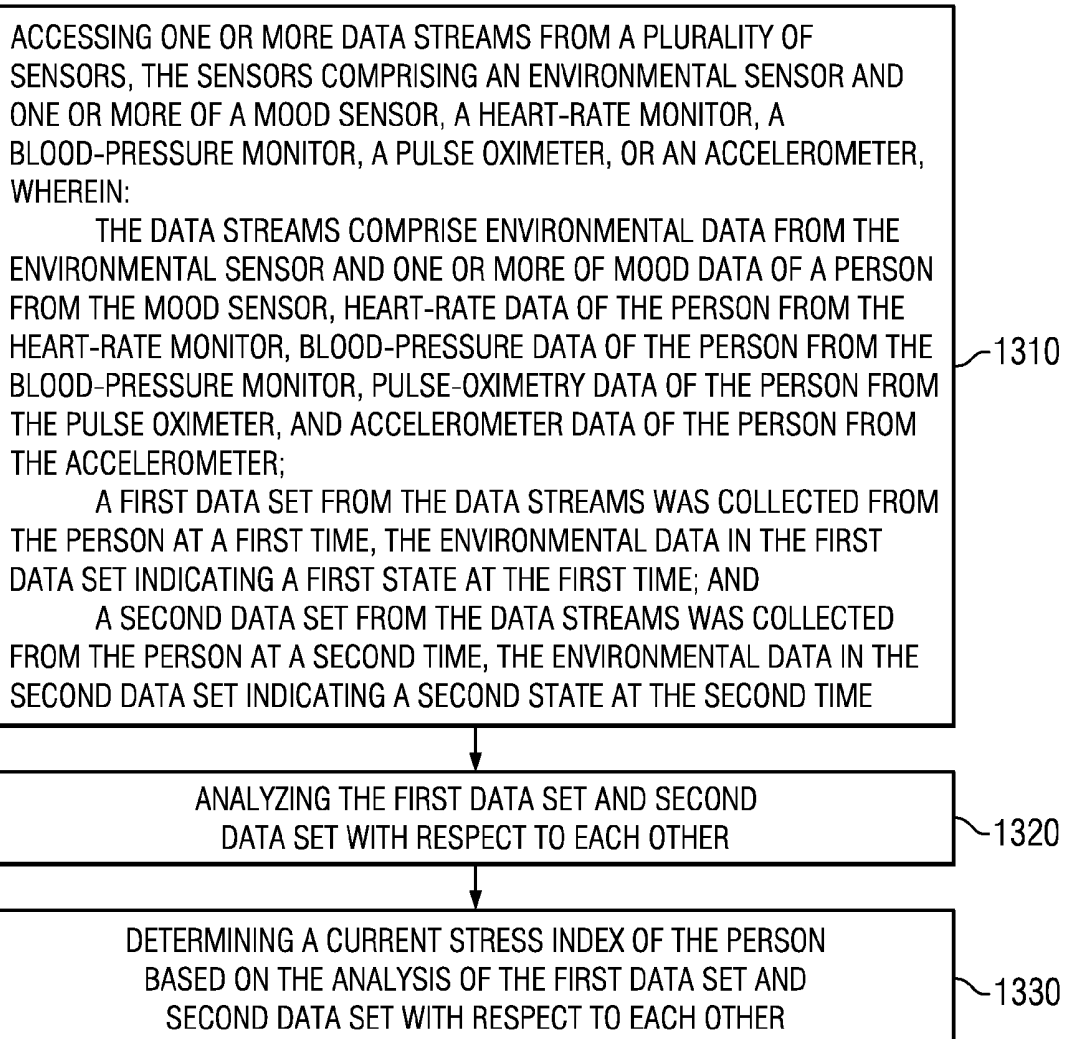 ACCESSING ONE OR MORE DATA STREAMS FROM A PLURALITY OF
SENSORS, THE SENSORS COMPRISING AN ENVIRONMENTAL SENSOR AND
ONE OR MORE OF A MOOD SENSOR, A HEART-RATE MONITOR, A
BLOOD-PRESSURE MONITOR, A PULSE OXIMETER, OR AN ACCELEROMETER,
WHEREIN:
THE DATA STREAMS COMPRISE ENVIRONMENTAL DATA FROM THE
ENVIRONMENTAL SENSOR AND ONE OR MORE OF MOOD DATA OF A PERSON
FROM THE MOOD SENSOR, HEART-RATE DATA OF THE PERSON FROM THE
HEART-RATE MONITOR, BLOOD-PRESSURE DATA OF THE PERSON FROM THE
BLOOD-PRESSURE MONITOR, PULSE-OXIMETRY DATA OF THE PERSON FROM
THE PULSE OXIMETER, AND ACCELEROMETER DATA OF THE PERSON FROM
THE ACCELEROMETER;
A FIRST DATA SET FROM THE DATA STREAMS WAS COLLECTED FROM
THE PERSON AT A FIRST TIME, THE ENVIRONMENTAL DATA IN THE FIRST
DATA SET INDICATING A FIRST STATE AT THE FIRST TIME; AND
A SECOND DATA SET FROM THE DATA STREAMS WAS COLLECTED
FROM THE PERSON AT A SECOND TIME, THE ENVIRONMENTAL DATA IN THE
SECOND DATA SET INDICATING A SECOND STATE AT THE SECOND TIME
1310
ANALYZING THE FIRST DATA SET AND SECOND
DATA SET WITH RESPECT TO EACH OTHER
1320
DETERMINING A CURRENT STRESS INDEX OF THE PERSON
BASED ON THE ANALYSIS OF THE FIRST DATA SET AND
SECOND DATA SET WITH RESPECT TO EACH OTHER
1330